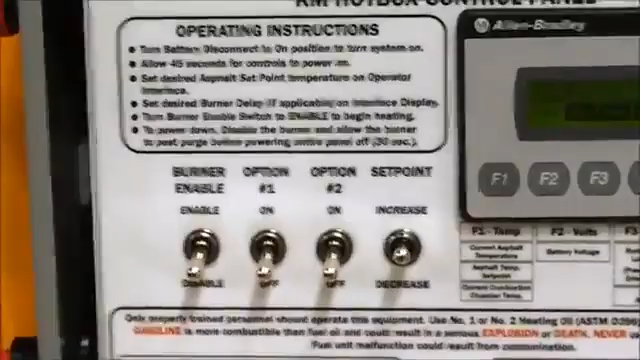 KM HOTBOX CONTROL PANEL
Allen-Bradley
OPERATING INSTRUCTIONS
• Turn Battery Disconnect to On position to turn system on.
• Allow 45 seconds for controls to power on.
• Set desired Asphalt Set Point temperature on Operator
Interface.
• Set desired Burner Delay (if applicable) on Interface Display.
• Turn Burner Enable Switch to ENABLE to begin heating.
• To power down, Disable the burner and allow the burner
to post purge before powering entire panel off (30 sec.).
BURNER ENABLE
OPTION #1
OPTION #2
SETPOINT
ENABLE
ON
ON
INCREASE
DISABLE
OFF
OFF
DECREASE
F1
F2
F3
F1 - Temp
F2 - Volts
F3
Current Asphalt
Temperature
Battery Voltage
Asphalt Temp.
Setpoint
Current Combustion
Chamber Temp.
Only properly trained personnel should operate this equipment. Use No. 1 or No. 2 Heating Oil (ASTM D396
GASOLINE is more combustible than fuel oil and could result in a serious EXPLOSION or DEATH. NEVER
Fuel unit malfunction could result from contamination.